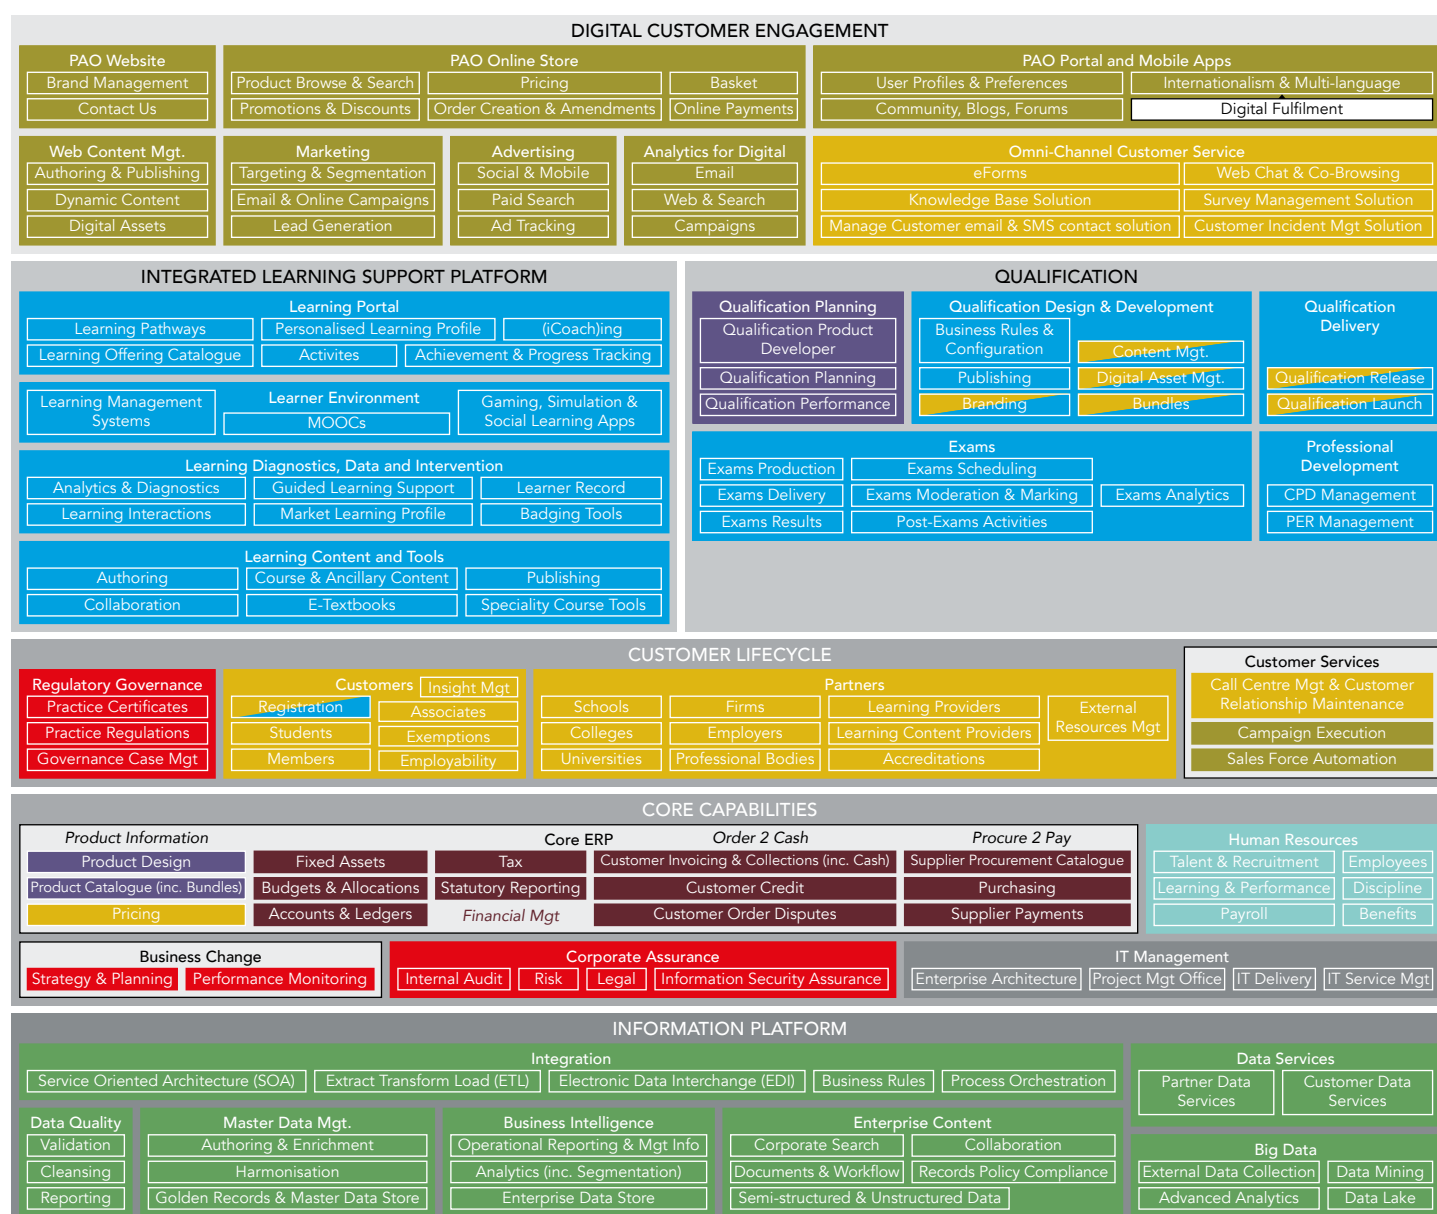 DIGITAL CUSTOMER ENGAGEMENT
PAO Website
Brand Management
Contact Us
PAO Online Store
Product Browse & Search
Pricing
Basket
Promotions & Discounts
Order Creation & Amendments
Online Payments
PAO Portal and Mobile Apps
User Profiles & Preferences
Internationalism & Multi-language
Community, Blogs, Forums
Digital Fulfilment
Web Content Mgt.
Authoring & Publishing
Dynamic Content
Digital Assets
Marketing
Targeting & Segmentation
Email & Online Campaigns
Lead Generation
Advertising
Social & Mobile
Paid Search
Ad Tracking
Analytics for Digital
Email
Web & Search
Campaigns
Omni-Channel Customer Service
eForms
Web Chat & Co-Browsing
Knowledge Base Solution
Survey Management Solution
Manage Customer email & SMS contact solution
Customer Incident Mgt Solution
INTEGRATED LEARNING SUPPORT PLATFORM
Learning Portal
Learning Pathways
Personalised Learning Profile
(iCoach)ing
Learning Offering Catalogue
Activites
Achievement & Progress Tracking
Learner Environment
Learning Management
Systems
MOOCs
Gaming, Simulation &
Social Learning Apps
Learning Diagnostics, Data and Intervention
Analytics & Diagnostics
Guided Learning Support
Learner Record
Learning Interactions
Market Learning Profile
Badging Tools
Learning Content and Tools
Authoring
Course & Ancillary Content
Publishing
Collaboration
E-Textbooks
Speciality Course Tools
QUALIFICATION
Qualification Planning
Qualification Product
Developer
Qualification Planning
Qualification Performance
Qualification Design & Development
Business Rules &
Configuration
Content Mgt.
Publishing
Digital Asset Mgt.
Branding
Bundles
Qualification
Delivery
Qualification Release
Qualification Launch
Exams
Exams Production
Exams Scheduling
Exams Delivery
Exams Moderation & Marking
Exams Analytics
Exams Results
Post-Exams Activities
Professional
Development
CPD Management
PER Management
CUSTOMER LIFECYCLE
Regulatory Governance
Practice Certificates
Practice Regulations
Governance Case Mgt
Customers
Insight Mgt
Registration
Associates
Students
Exemptions
Members
Employability
Partners
Schools
Firms
Learning Providers
External
Resources Mgt
Colleges
Employers
Learning Content Providers
Universities
Professional Bodies
Accreditations
Customer Services
Call Centre Mgt & Customer
Relationship Maintenance
Campaign Execution
Sales Force Automation
CORE CAPABILITIES
Product Information
Core ERP
Order 2 Cash
Procure 2 Pay
Product Design
Fixed Assets
Tax
Customer Invoicing & Collections (inc. Cash)
Supplier Procurement Catalogue
Product Catalogue (inc. Bundles)
Budgets & Allocations
Statutory Reporting
Customer Credit
Purchasing
Pricing
Accounts & Ledgers
Financial Mgt
Customer Order Disputes
Supplier Payments
Human Resources
Talent & Recruitment
Employees
Learning & Performance
Discipline
Payroll
Benefits
Business Change
Strategy & Planning
Performance Monitoring
Corporate Assurance
Internal Audit
Risk
Legal
Information Security Assurance
IT Management
Enterprise Architecture
Project Mgt Office
IT Delivery
IT Service Mgt
INFORMATION PLATFORM
Integration
Service Oriented Architecture (SOA)
Extract Transform Load (ETL)
Electronic Data Interchange (EDI)
Business Rules
Process Orchestration
Data Services
Partner Data
Services
Customer Data
Services
Data Quality
Validation
Cleansing
Reporting
Master Data Mgt.
Authoring & Enrichment
Harmonisation
Golden Records & Master Data Store
Business Intelligence
Operational Reporting & Mgt Info
Analytics (inc. Segmentation)
Enterprise Data Store
Enterprise Content
Corporate Search
Collaboration
Documents & Workflow
Records Policy Compliance
Semi-structured & Unstructured Data
Big Data
External Data Collection
Data Mining
Advanced Analytics
Data Lake